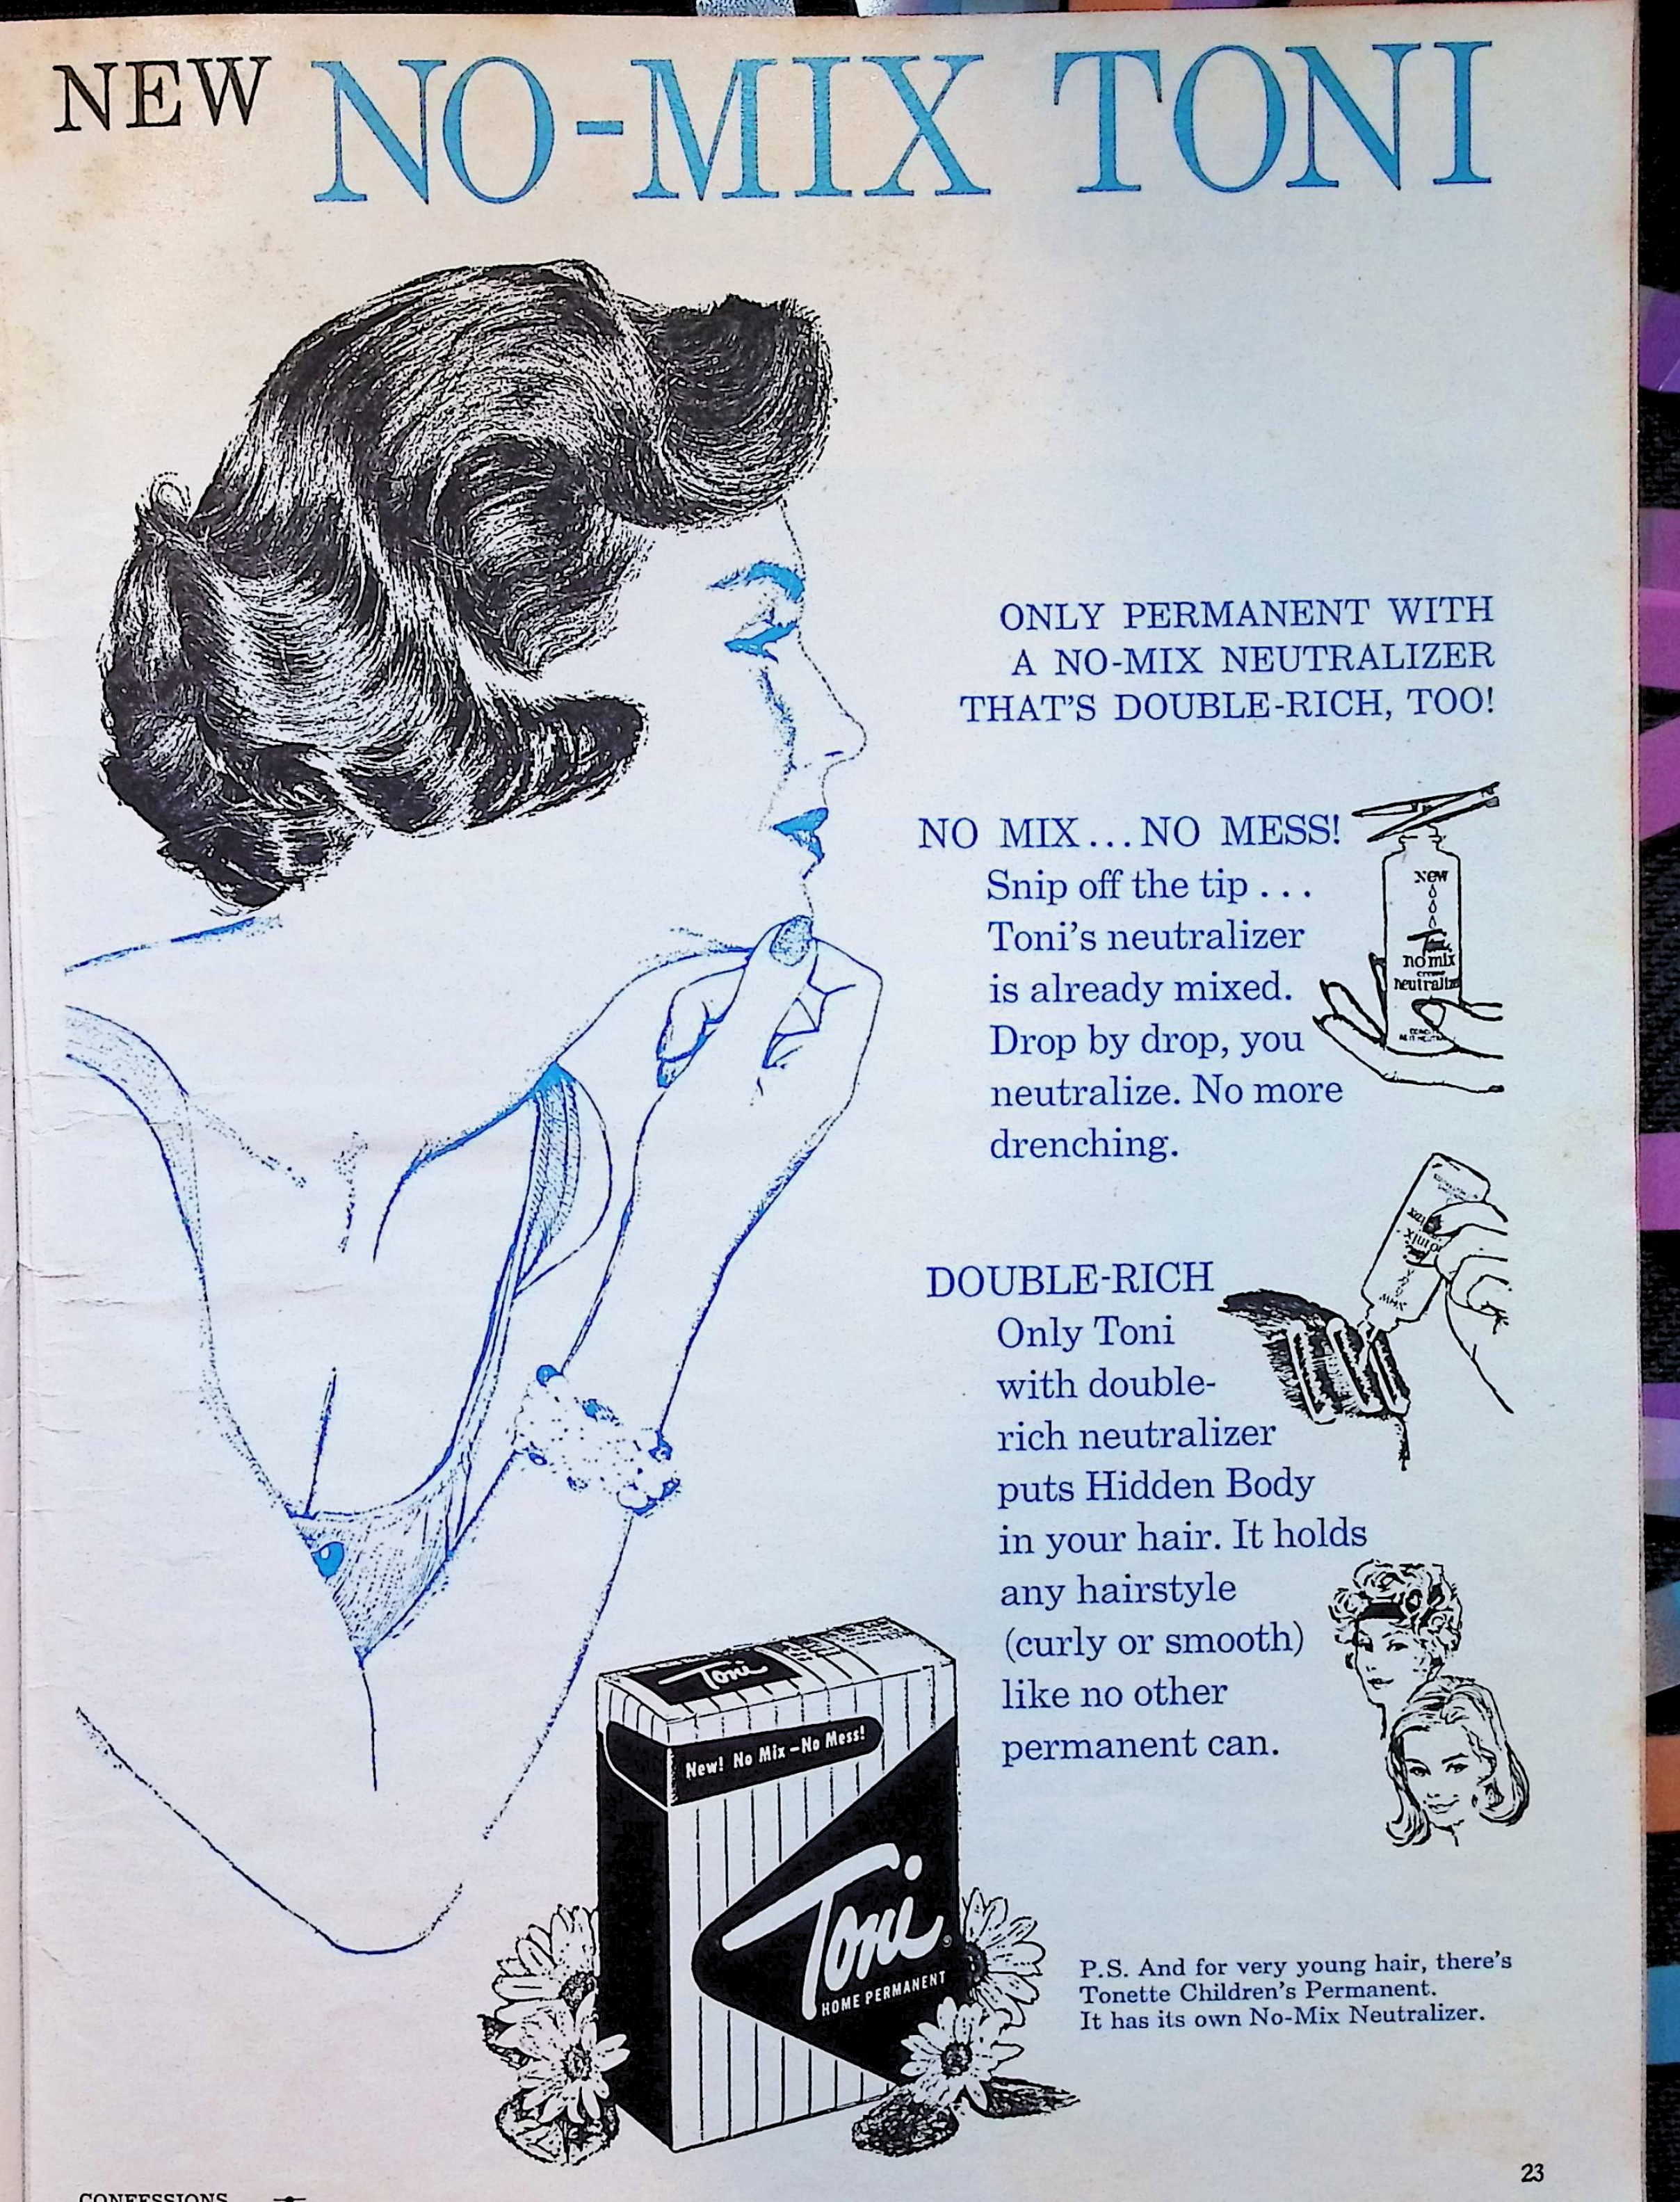 NEW NO-MIX TONI
ONLY PERMANENT WITH
A NO-MIX NEUTRALIZER
THAT'S DOUBLE-RICH, TOO!
NO MIX...NO MESS!
Snip off the tip . . .
Toni's neutralizer
is already mixed.
Drop by drop, you
neutralize. No more
drenching.
New
Toni
no mix
creme
neutralizer
DOUBLE-RICH
Only Toni
with double-
rich neutralizer
puts Hidden Body
in your hair. It holds
any hairstyle
(curly or smooth)
like no other
permanent can.
Toni
New! No Mix–No Mess!
Toni
HOME PERMANENT
P.S. And for very young hair, there's
Tonette Children's Permanent.
It has its own No-Mix Neutralizer.
23
CONFESSIONS